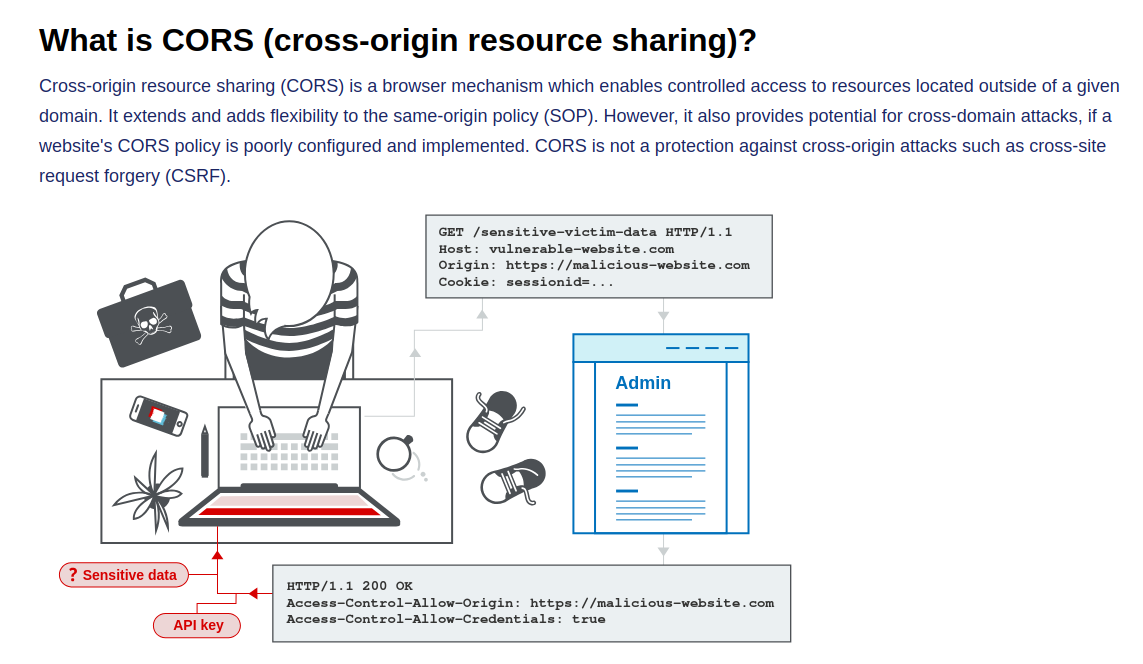 What is CORS (cross-origin resource sharing)?
Cross-origin resource sharing (CORS) is a browser mechanism which enables controlled access to resources located outside of a given
domain. It extends and adds flexibility to the same-origin policy (SOP). However, it also provides potential for cross-domain attacks, if a
website's CORS policy is poorly configured and implemented. CORS is not a protection against cross-origin attacks such as cross-site
request forgery (CSRF).
GET /sensitive-victim-data HTTP/1.1
Host: vulnerable-website.com
Origin: https://malicious-website.com
Cookie: sessionid=...
Admin
? Sensitive data
API key
HTTP/1.1 200 OK
Access-Control-Allow-Origin: https://malicious-website.com
Access-Control-Allow-Credentials: true